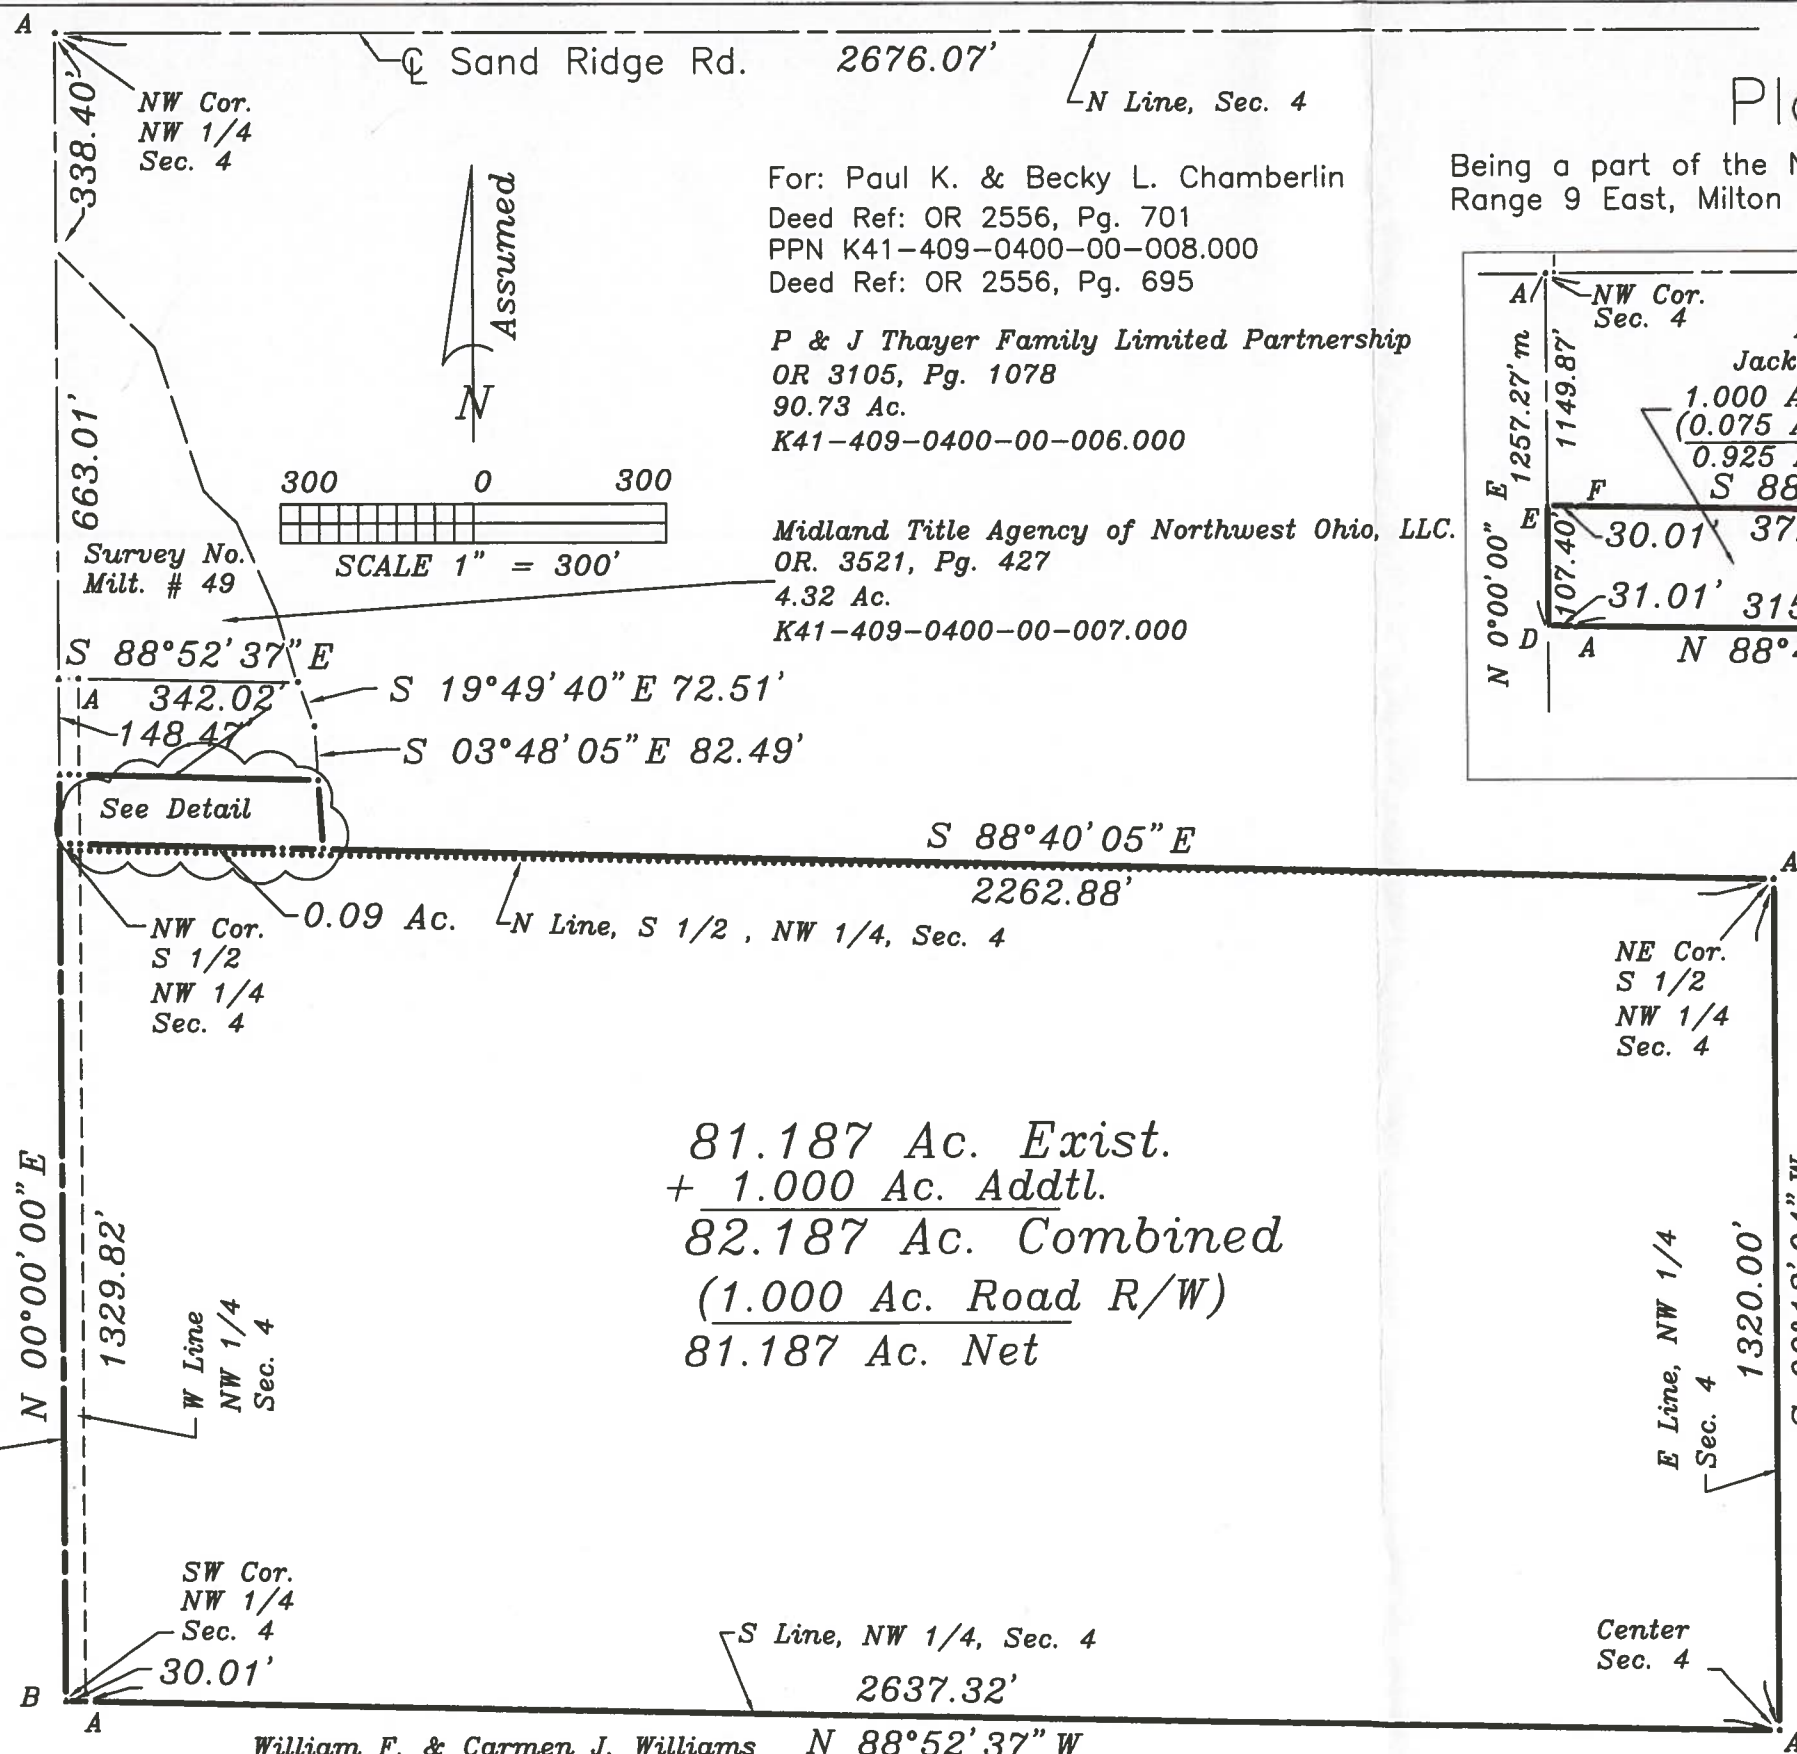 A
℄ Sand Ridge Rd. 2676.07'
N Line, Sec. 4
338.40'
NW Cor.
NW 1/4
Sec. 4
Assumed
N
For: Paul K. & Becky L. Chamberlin
Deed Ref: OR 2556, Pg. 701
PPN K41-409-0400-00-008.000
Deed Ref: OR 2556, Pg. 695
P & J Thayer Family Limited Partnership
OR 3105, Pg. 1078
90.73 Ac.
K41-409-0400-00-006.000
Midland Title Agency of Northwest Ohio, LLC.
OR. 3521, Pg. 427
4.32 Ac.
K41-409-0400-00-007.000
Being a part of the
Range 9 East, Milton
A
NW Cor.
Sec. 4
1257.27'm
1149.87'
Jack
1.000
(0.075
0.925
F
S 88
E
30.01'
37
107.40'
31.01'
315
D
A
N 88°
N 0°00'00" E
663.01'
300 0 300
SCALE 1" = 300'
Survey No.
Milt. # 49
S 88°52'37" E
A
342.02'
148.47'
S 19°49'40" E 72.51'
S 03°48'05" E 82.49'
See Detail
S 88°40'05" E
2262.88'
A
NW Cor.
S 1/2
NW 1/4
Sec. 4
0.09 Ac.
N Line, S 1/2 , NW 1/4, Sec. 4
NE Cor.
S 1/2
NW 1/4
Sec. 4
81.187 Ac. Exist.
+ 1.000 Ac. Addtl.
82.187 Ac. Combined
(1.000 Ac. Road R/W)
81.187 Ac. Net
N 00°00'00" E
1329.82'
W Line
NW 1/4
Sec. 4
E Line, NW 1/4
Sec. 4
1320.00'
SW Cor.
NW 1/4
Sec. 4
30.01'
B
A
S Line, NW 1/4, Sec. 4
2637.32'
Center
Sec. 4
A
William F. & Carmen J. Williams N 88°52'37" W